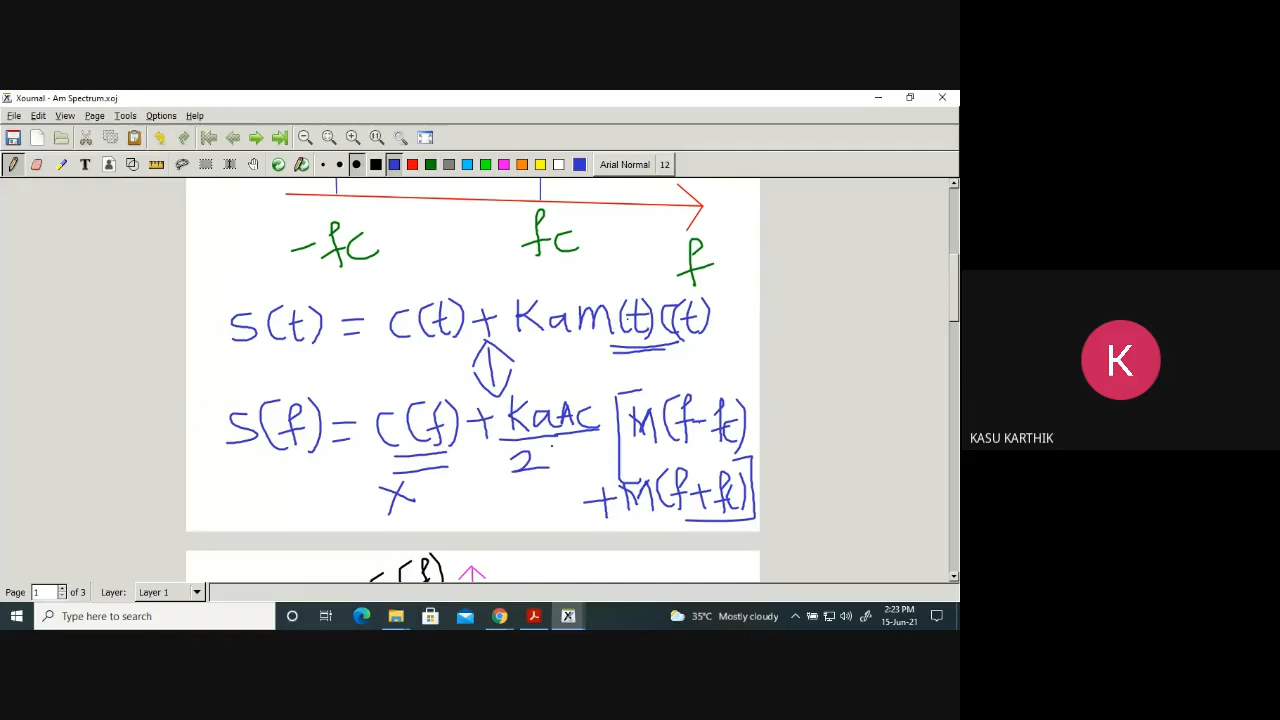 Xournal - Am Spectrum.xoj
File Edit View Page Tools Options Help
T Arial Normal 12
-fc fc f
S(t) = C(t) + Kam(t)C(t)
S(f) = C(f) + KaAc/2 [M(f-fc)
X + M(f+fc)]
KASU KARTHIK
K
Page 1 of 3 Layer: Layer 1
Type here to search
35°C Mostly cloudy
2:23 PM
15-Jun-21